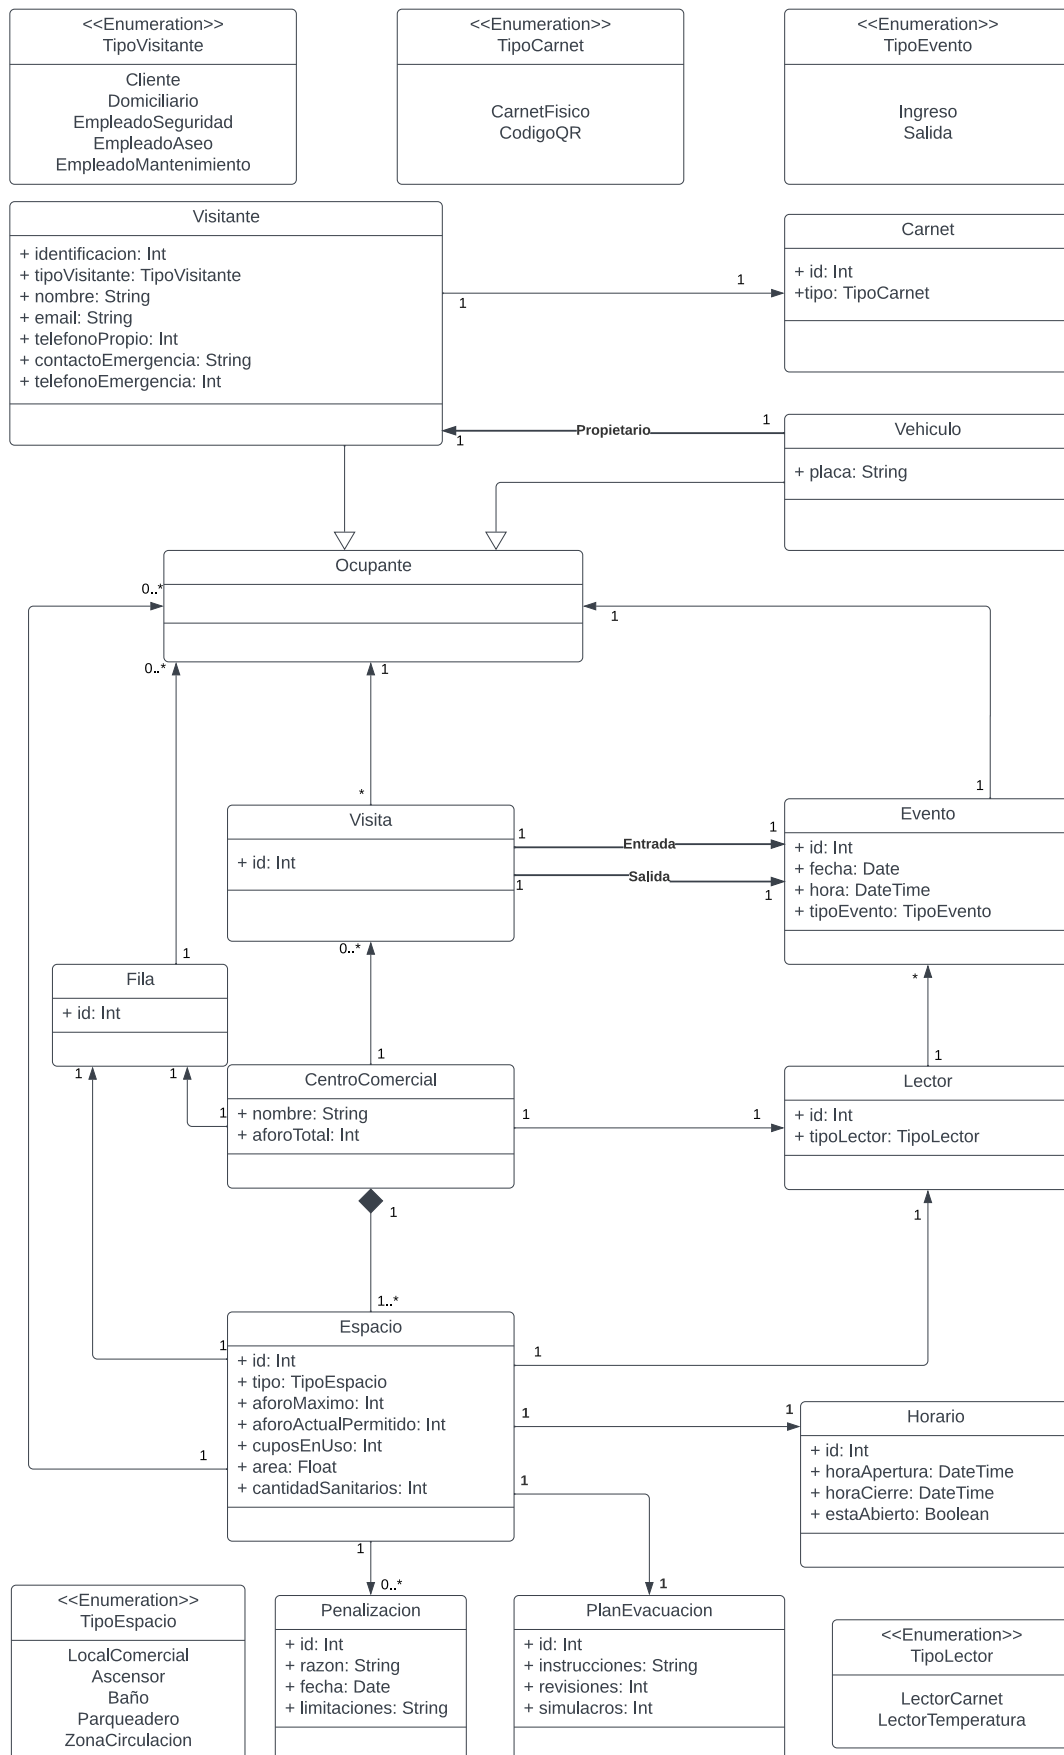 <<Enumeration>>
TipoVisitante
Cliente
Domiciliario
EmpleadoSeguridad
EmpleadoAseo
EmpleadoMantenimiento
<<Enumeration>>
TipoCarnet
CarnetFisico
CodigoQR
<<Enumeration>>
TipoEvento
Ingreso
Salida
Visitante
+ identificacion: Int
+ tipoVisitante: TipoVisitante
+ nombre: String
+ email: String
+ telefonoPropio: Int
+ contactoEmergencia: String
+ telefonoEmergencia: Int
1
1
Carnet
+ id: Int
+tipo: TipoCarnet
1
Propietario
1
Vehiculo
+ placa: String
Ocupante
0..*
0..*
1
1
*
1
Visita
+ id: Int
1
Entrada
1
1
Salida
1
Evento
+ id: Int
+ fecha: Date
+ hora: DateTime
+ tipoEvento: TipoEvento
0..*
1
*
Fila
+ id: Int
1
1
1
1
1
CentroComercial
+ nombre: String
+ aforoTotal: Int
1
1
Lector
+ id: Int
+ tipoLector: TipoLector
1
1
1..*
1
Espacio
+ id: Int
+ tipo: TipoEspacio
+ aforoMaximo: Int
+ aforoActualPermitido: Int
+ cuposEnUso: Int
+ area: Float
+ cantidadSanitarios: Int
1
1
1
1
Horario
+ id: Int
+ horaApertura: DateTime
+ horaCierre: DateTime
+ estaAbierto: Boolean
1
1
1
0..*
1
<<Enumeration>>
TipoEspacio
LocalComercial
Ascensor
Baño
Parqueadero
ZonaCirculacion
Penalizacion
+ id: Int
+ razon: String
+ fecha: Date
+ limitaciones: String
PlanEvacuacion
+ id: Int
+ instrucciones: String
+ revisiones: Int
+ simulacros: Int
<<Enumeration>>
TipoLector
LectorCarnet
LectorTemperatura